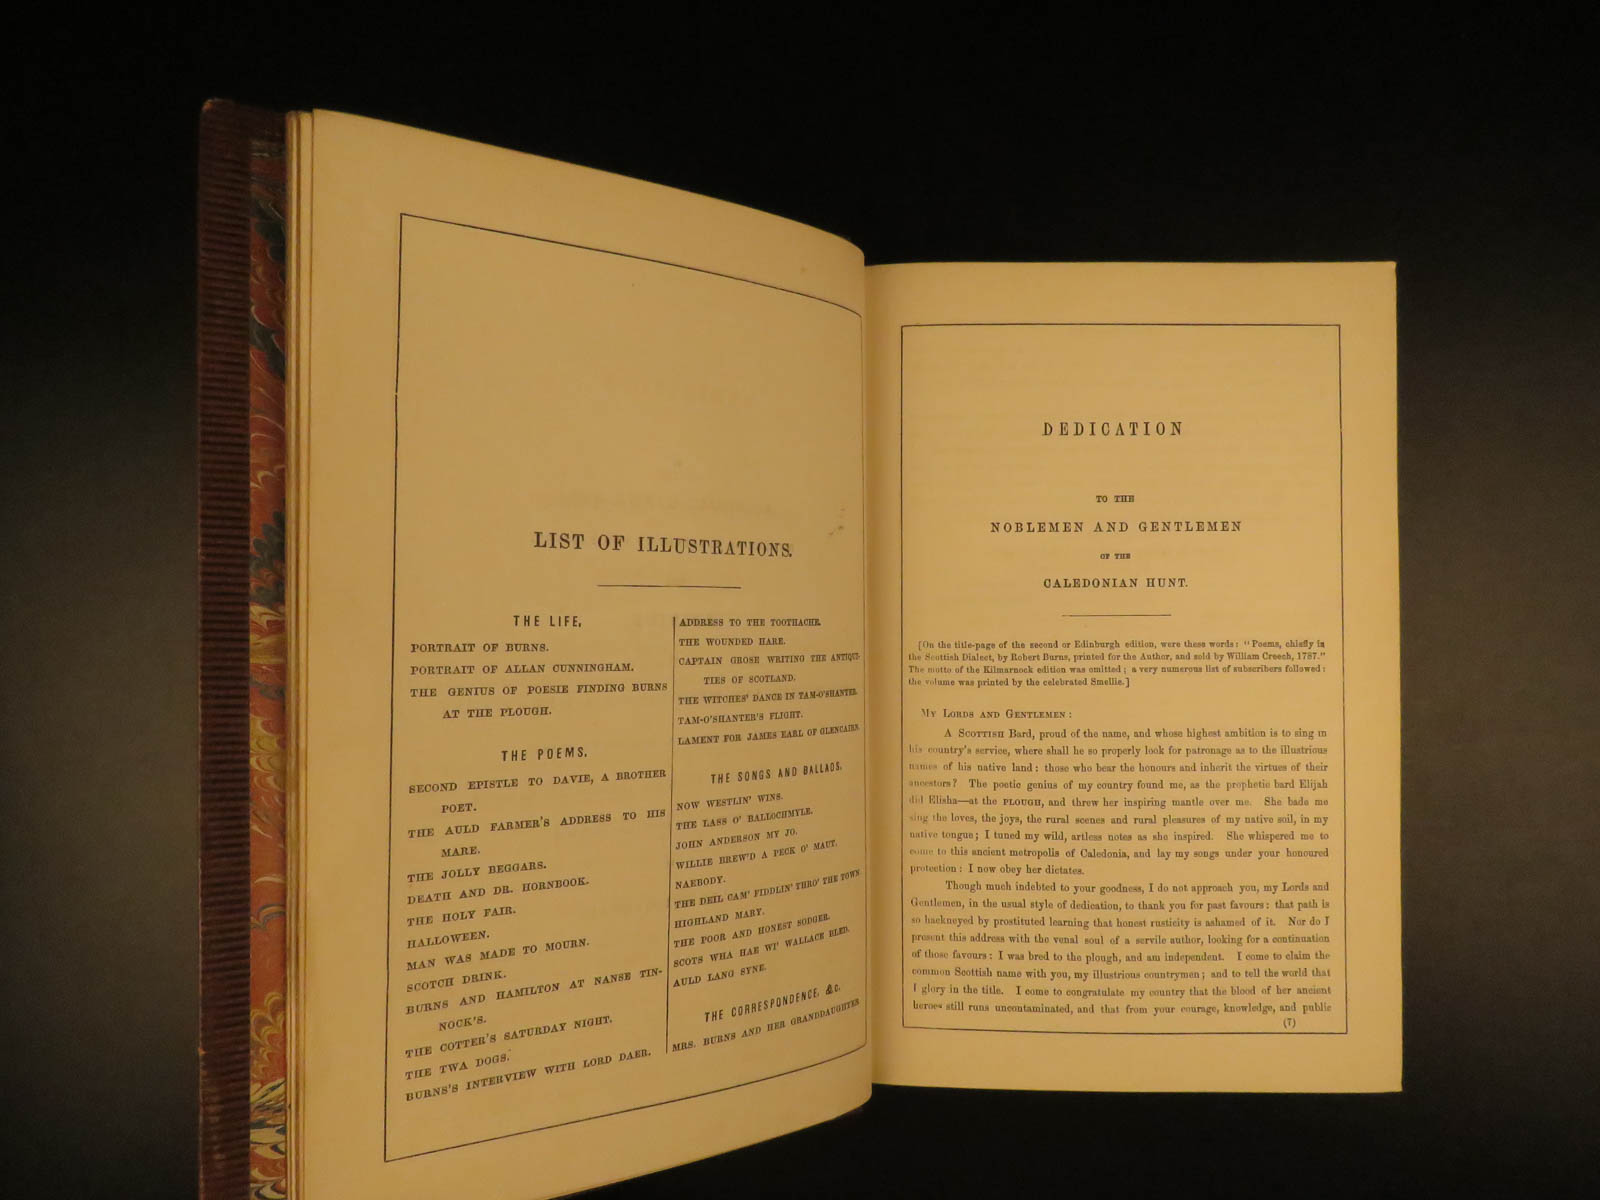 LIST OF ILLUSTRATIONS.
THE LIFE,
PORTRAIT OF BURNS.
PORTRAIT OF ALLAN CUNNINGHAM.
THE GENIUS OF POESIE FINDING BURNS
AT THE PLOUGH.
THE POEMS,
SECOND EPISTLE TO DAVIE, A BROTHER
POET.
THE AULD FARMER'S ADDRESS TO HIS
MARE.
THE JOLLY BEGGARS.
DEATH AND DR. HORNBOOK.
THE HOLY FAIR.
HALLOWEEN.
MAN WAS MADE TO MOURN.
SCOTCH DRINK.
BURNS AND HAMILTON AT NANSE TIN-
NOCK'S.
THE COTTER'S SATURDAY NIGHT.
THE TWA DOGS.
BURNS'S INTERVIEW WITH LORD DAER.
ADDRESS TO THE TOOTHACHE.
THE WOUNDED HARE.
CAPTAIN GROSE WRITING THE ANTIQUI-
TIES OF SCOTLAND.
THE WITCHES' DANCE IN TAM-O'SHANTER.
TAM-O'SHANTER'S FLIGHT.
LAMENT FOR JAMES EARL OF GLENCAIRN.
THE SONGS AND BALLADS,
NOW WESTLIN' WINS.
THE LASS O' BALLOCHMYLE.
JOHN ANDERSON MY JO.
WILLIE BREW'D A PECK O' MAUT.
NAEBODY.
THE DEIL CAM' FIDDLIN' THRO' THE TOWN.
HIGHLAND MARY.
THE POOR AND HONEST SODGER.
SCOTS WHA HAE WI' WALLACE BLED.
AULD LANG SYNE.
THE CORRESPONDENCE, &C.
MRS. BURNS AND HER GRANDDAUGHTER
DEDICATION
TO THE
NOBLEMEN AND GENTLEMEN
OF THE
CALEDONIAN HUNT.
[On the title-page of the second or Edinburgh edition, were these words: "Poems, chiefly in
the Scottish Dialect, by Robert Burns, printed for the Author, and sold by William Creech, 1787."
The motto of the Kilmarnock edition was omitted; a very numerous list of subscribers followed:
the volume was printed by the celebrated Smellie.]
MY LORDS AND GENTLEMEN:
A SCOTTISH Bard, proud of the name, and whose highest ambition is to sing in
his country's service, where shall he so properly look for patronage as to the illustrious
names of his native land: those who bear the honours and inherit the virtues of their
ancestors? The poetic genius of my country found me, as the prophetic bard Elijah
did Elisha—at the PLOUGH, and threw her inspiring mantle over me. She bade me
sing the loves, the joys, the rural scenes and rural pleasures of my native soil, in my
native tongue; I tuned my wild, artless notes as she inspired. She whispered me to
come to this ancient metropolis of Caledonia, and lay my songs under your honoured
protection: I now obey her dictates.
Though much indebted to your goodness, I do not approach you, my Lords and
Gentlemen, in the usual style of dedication, to thank you for past favours: that path is
so hackneyed by prostituted learning that honest rusticity is ashamed of it. Nor do I
present this address with the venal soul of a servile author, looking for a continuation
of those favours: I was bred to the plough, and am independent. I come to claim the
common Scottish name with you, my illustrious countrymen; and to tell the world that
I glory in the title. I come to congratulate my country that the blood of her ancient
heroes still runs uncontaminated, and that from your courage, knowledge, and public
(7)